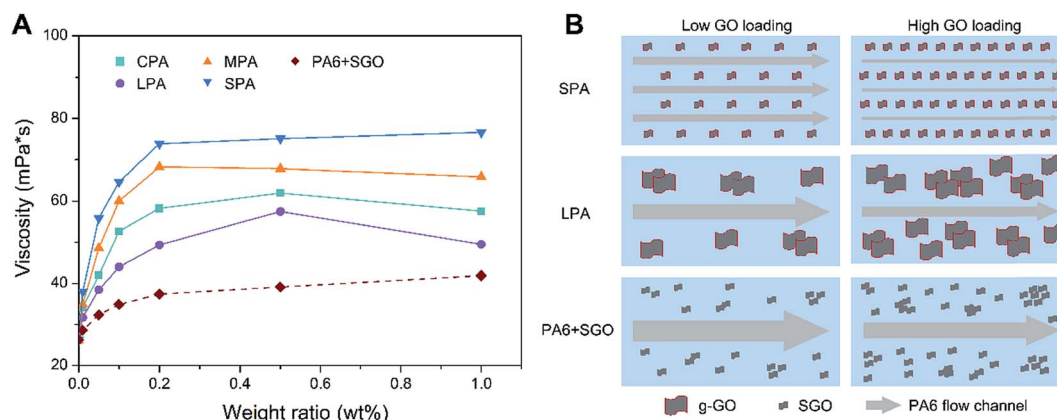 A
Viscosity (mPa*s)
100
80
60
40
20
CPA
LPA
MPA
SPA
PA6+SGO
0.0
0.2
0.4
0.6
0.8
1.0
Weight ratio (wt%)
B
Low GO loading
High GO loading
SPA
LPA
PA6+SGO
g-GO
SGO
PA6 flow channel